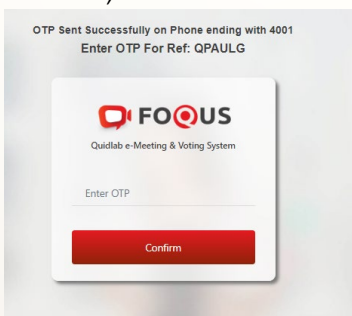 OTP Sent Successfully on Phone ending with 4001
Enter OTP For Ref: QPAULG
FOQUS
Quidlab e-Meeting & Voting System
Enter OTP
Confirm